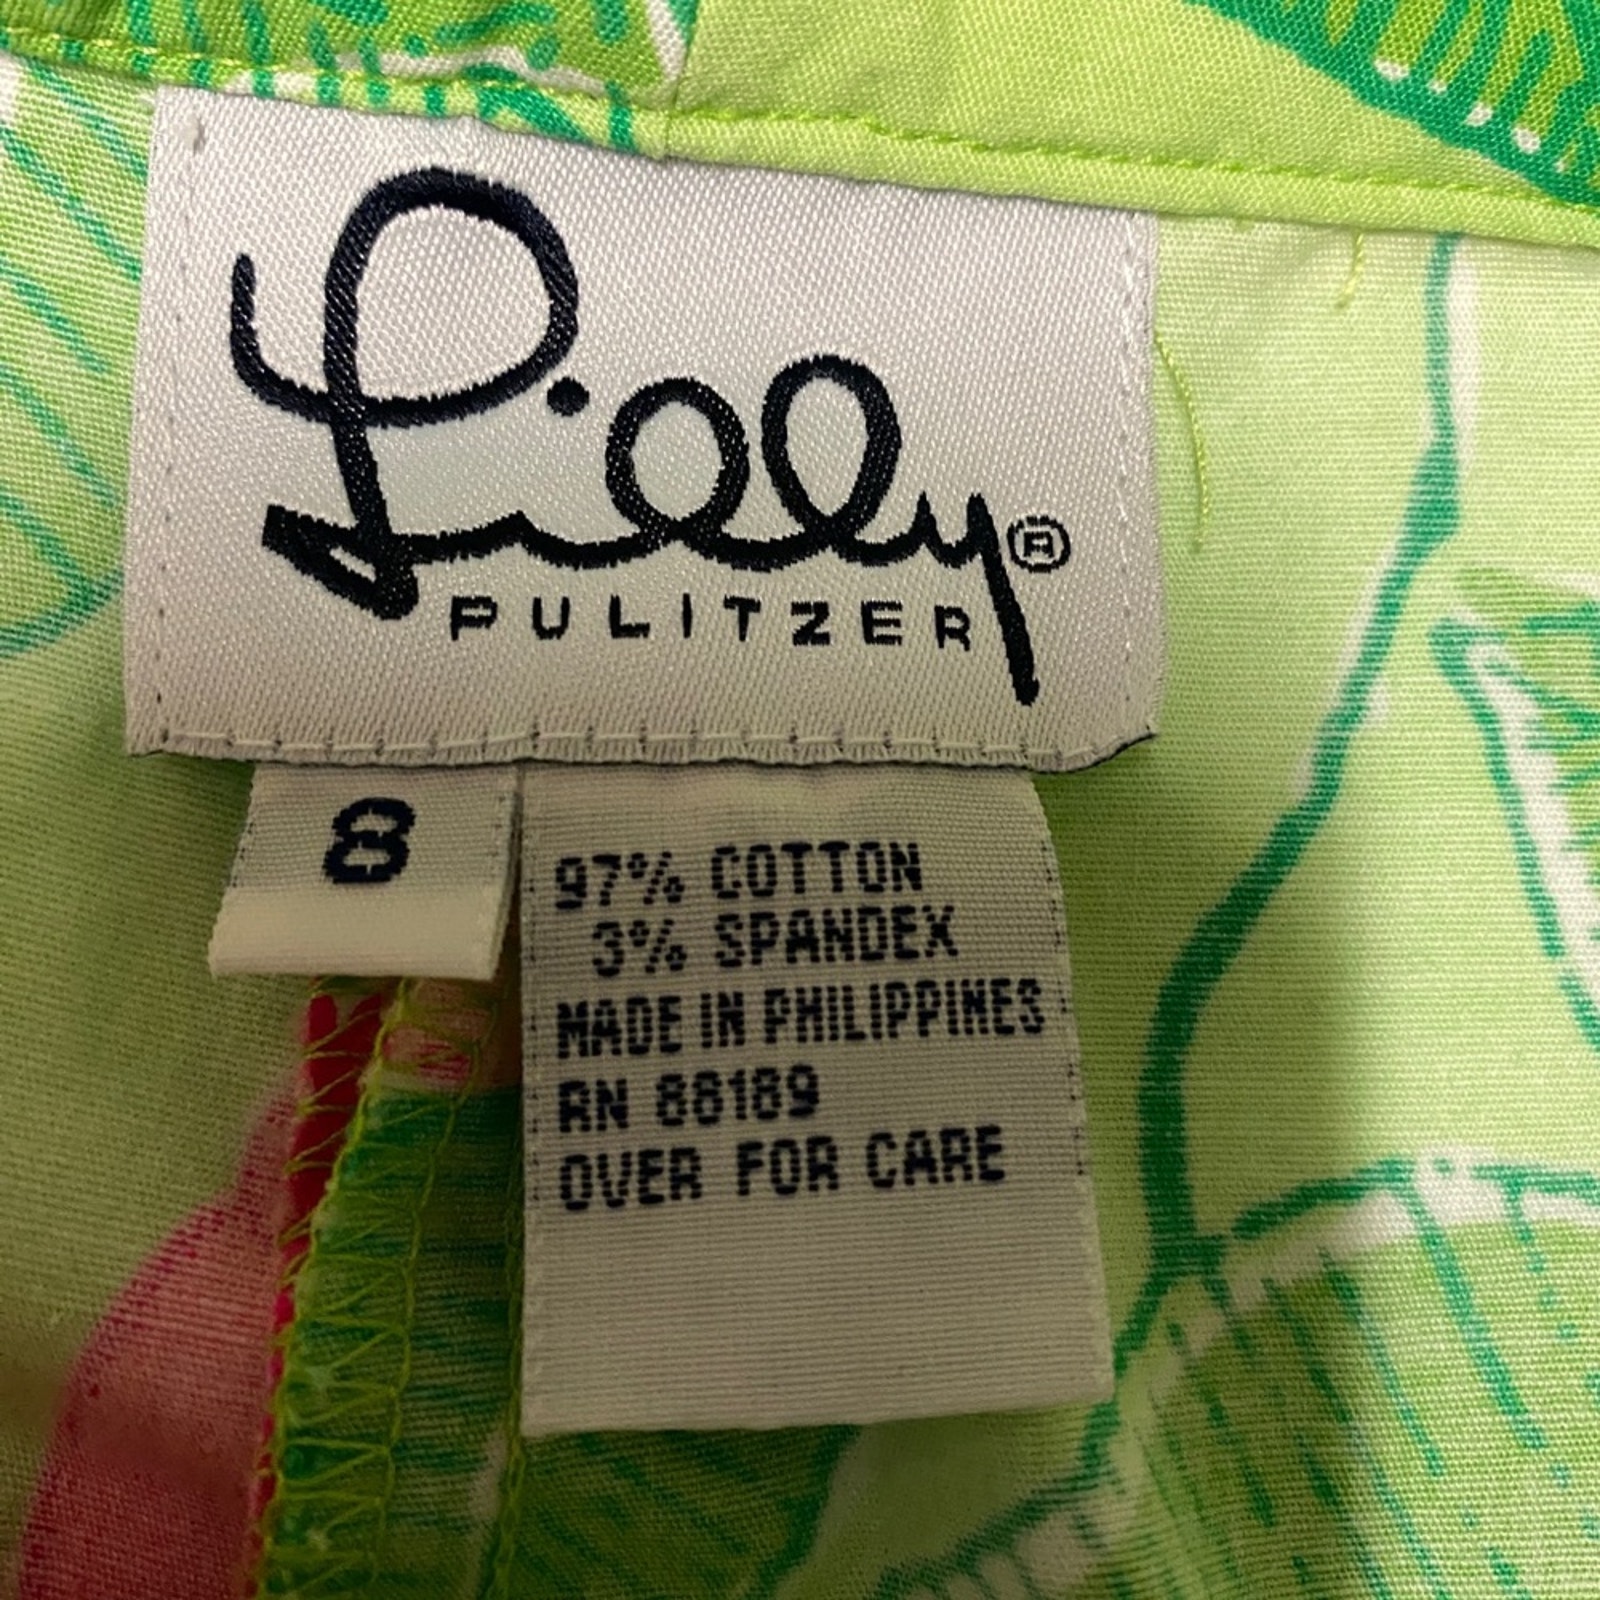 Lilly®
PULITZER
8
97% COTTON
3% SPANDEX
MADE IN PHILIPPINES
RN 88189
OVER FOR CARE